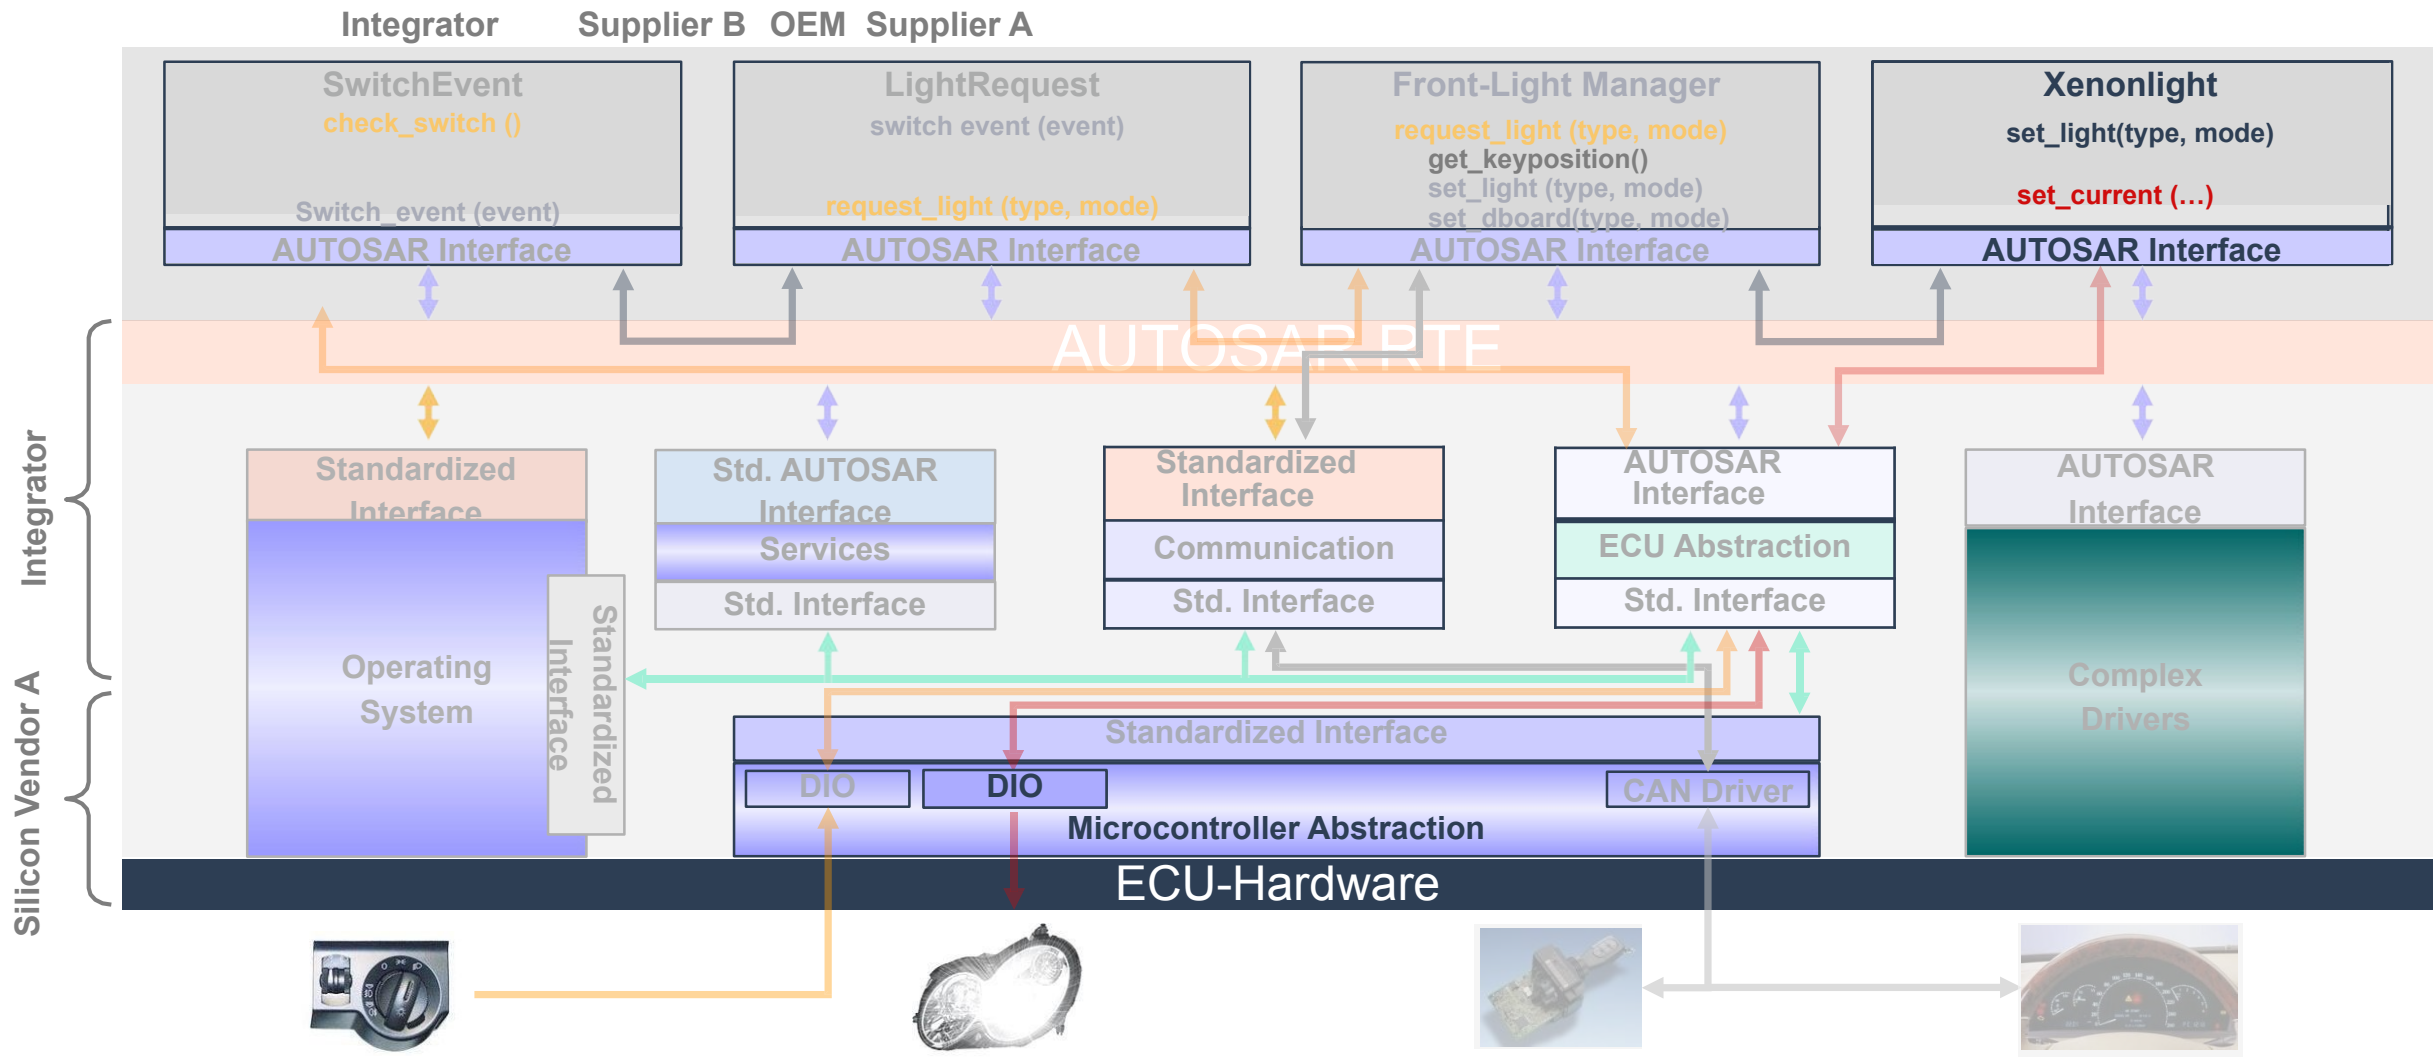 Integrator
Supplier B
OEM
Supplier A
SwitchEvent
check_switch ()
Switch_event (event)
AUTOSAR Interface
LightRequest
switch event (event)
request_light (type, mode)
AUTOSAR Interface
Front-Light Manager
request_light (type, mode)
get_keyposition()
set_light (type, mode)
set_dboard(type, mode)
AUTOSAR Interface
Xenonlight
set_light(type, mode)
set_current (…)
AUTOSAR Interface
AUTOSAR RTE
Integrator
Silicon Vendor A
Standardized
Interface
Operating
System
Standardized
Interface
Std. AUTOSAR
Interface
Services
Std. Interface
Standardized
Interface
Communication
Std. Interface
AUTOSAR
Interface
ECU Abstraction
Std. Interface
AUTOSAR
Interface
Complex
Drivers
Standardized Interface
DIO
DIO
CAN Driver
Microcontroller Abstraction
ECU-Hardware